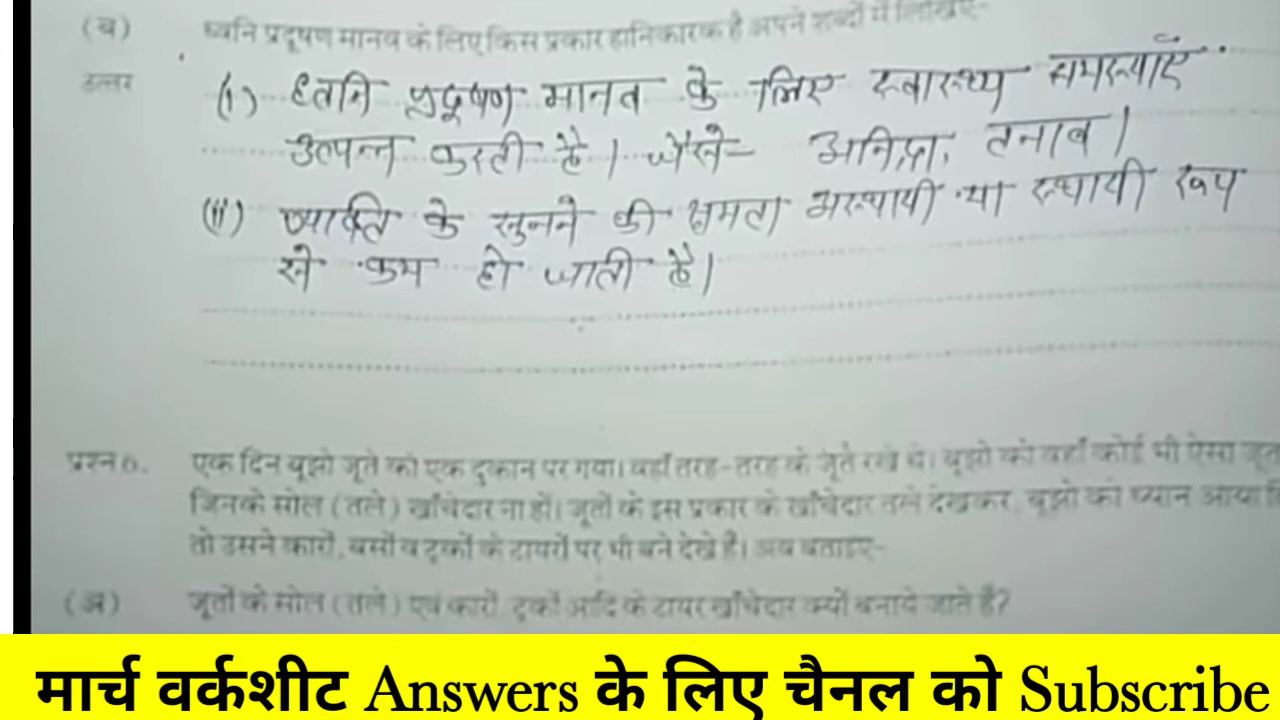 (ब) ध्वनि प्रदूषण मानव के लिए किस प्रकार हानिकारक है अपने शब्दों में लिखिए-
उत्तर (i) ध्वनि प्रदूषण मानव के लिए स्वास्थ्य समस्याएँ
उत्पन्न करती है। जैसे- अनिद्रा, तनाव।
(ii) व्यक्ति के सुनने की क्षमता अस्थायी या स्थायी रूप
से कम हो जाती है।
प्रश्न 6. एक दिन बूझो जूते की एक दुकान पर गया। वहाँ तरह-तरह के जूते रखे थे। बूझो को वहाँ कोई भी ऐसा
जिनके सोल (तले) खाँचेदार ना हों। जूतों के इस प्रकार के खाँचेदार तले देखकर, बूझो को ध्यान आया
तो उसने कारों, बसों व ट्रकों के टायरों पर भी बने देखे है। अब बताइए-
(अ) जूतों के सोल (तले) एवं कारों, ट्रकों आदि के टायर खाँचेदार क्यों बनाये जाते है?
मार्च वर्कशीट Answers के लिए चैनल को Subscribe